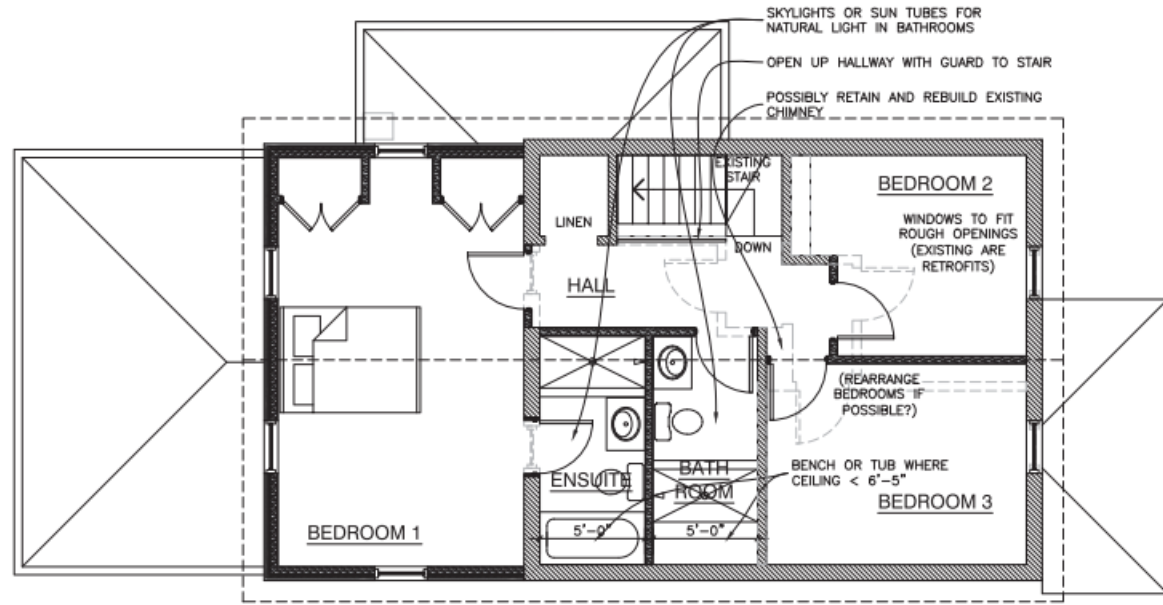 SKYLIGHTS OR SUN TUBES FOR
NATURAL LIGHT IN BATHROOMS
OPEN UP HALLWAY WITH GUARD TO STAIR
POSSIBLY RETAIN AND REBUILD EXISTING
CHIMNEY
EXISTING
STAIR
BEDROOM 2
LINEN
WINDOWS TO FIT
ROUGH OPENINGS
(EXISTING ARE
RETROFITS)
DOWN
HALL
(REARRANGE
BEDROOMS IF
POSSIBLE?)
BENCH OR TUB WHERE
CEILING < 6'-5"
BATH
ROOM
ENSUITE
BEDROOM 3
BEDROOM 1
5'-0"
5'-0"